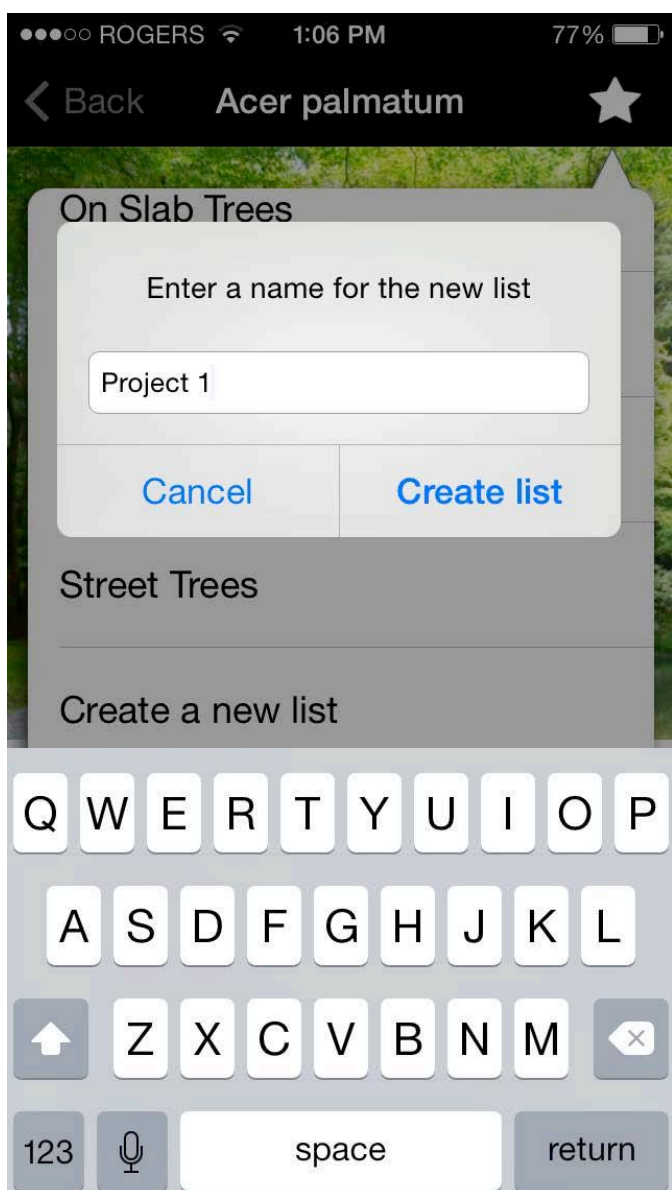 ROGERS 1:06 PM 77%
Back Acer palmatum
On Slab Trees
Enter a name for the new list
Project 1
Cancel Create list
Street Trees
Create a new list
Q W E R T Y U I O P
A S D F G H J K L
Z X C V B N M
123 space return